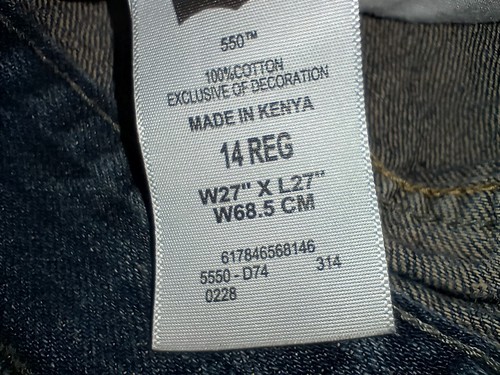 550™
100%COTTON
EXCLUSIVE OF DECORATION
MADE IN KENYA
14 REG
W27" X L27"
W68.5 CM
617846568146
5550 - D74 314
0228